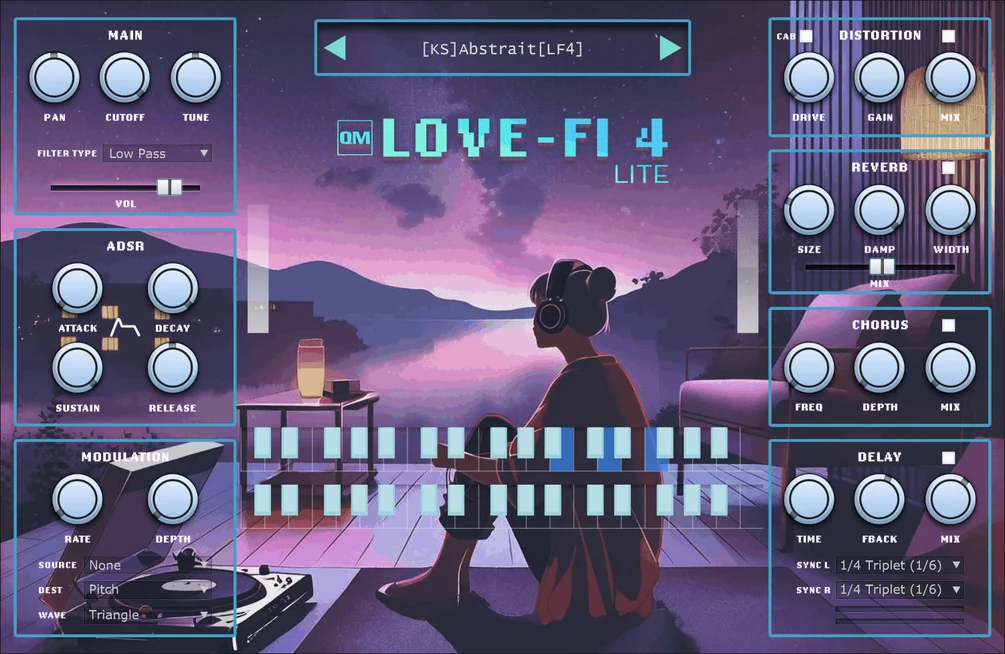 MAIN
PAN CUTOFF TUNE
FILTER TYPE Low Pass
VOL
ADSR
ATTACK DECAY
SUSTAIN RELEASE
MODULATION
RATE DEPTH
SOURCE None
DEST Pitch
WAVE Triangle
[KS]Abstrait[LF4]
QM LOVE-FI 4
LITE
CAB DISTORTION
DRIVE GAIN MIX
REVERB
SIZE DAMP WIDTH
MIX
CHORUS
FREQ DEPTH MIX
DELAY
TIME FBACK MIX
SYNC L 1/4 Triplet (1/6)
SYNC R 1/4 Triplet (1/6)